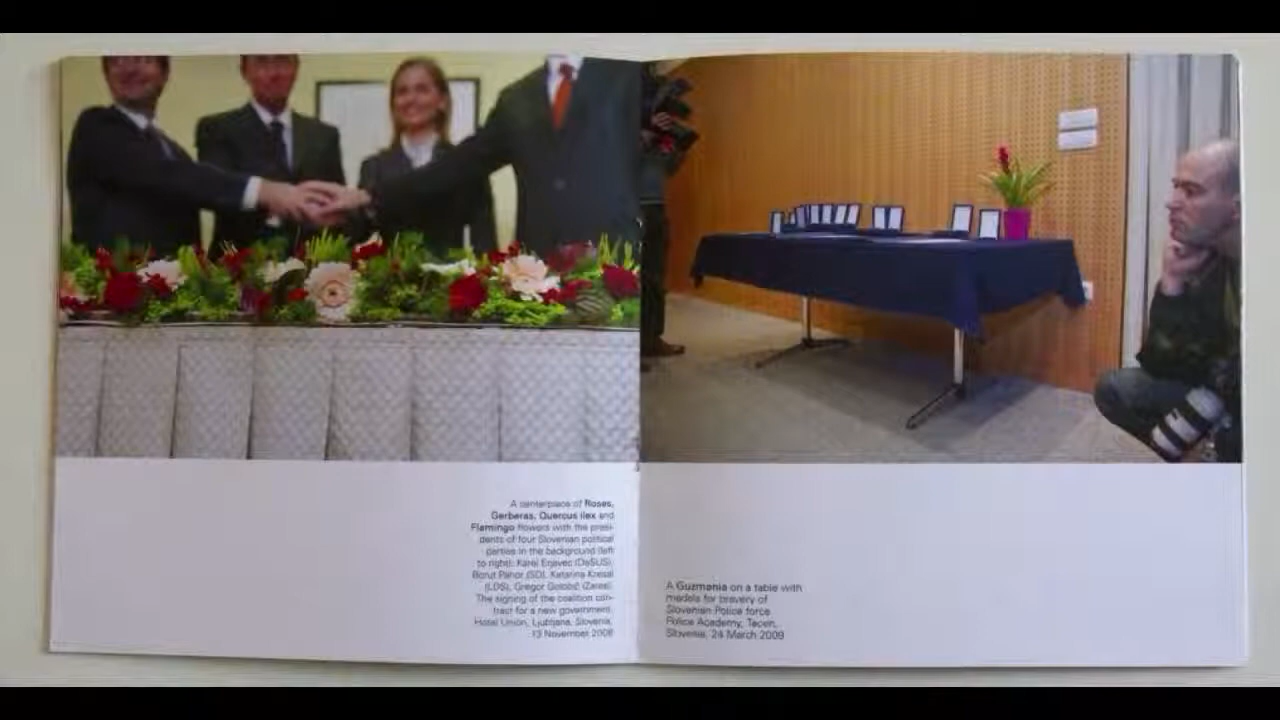 A centerpiece of Roses,
Gerberas, Quercus ilex and
Flamingo flowers with the presi-
dents of four Slovenian political
parties in the background (left
to right): Karel Erjavec (DeSUS),
Borut Pahor (SD), Katarina Kresal
(LDS), Gregor Golobič (Zares).
The signing of the coalition con-
tract for a new government.
Hotel Union, Ljubljana, Slovenia,
13 November 2008
A Guzmania on a table with
medals for bravery of
Slovenian Police force.
Police Academy, Tacen,
Slovenia, 24 March 2009